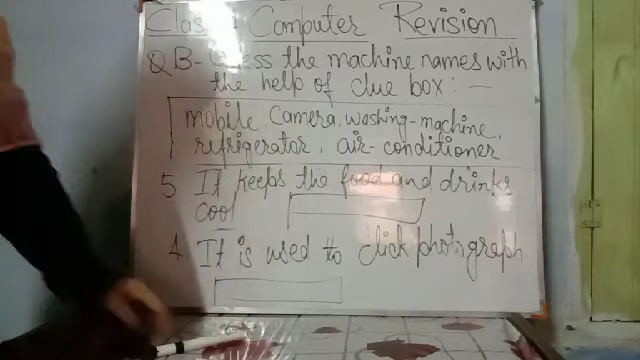 Class Computer Revision
Q B- Guess the machine names with
the help of clue box : —
mobile, Camera, washing-machine,
refrigerator, air-conditioner
5 It keeps the food and drinks
cool
4 It is used to click photograph